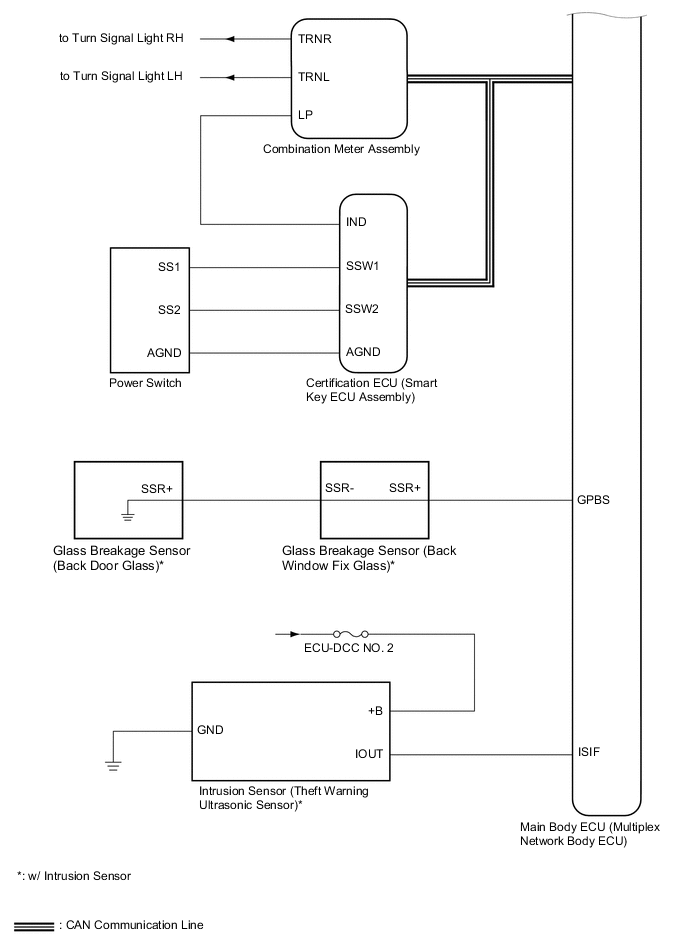 to Turn Signal Light RH
TRNR
to Turn Signal Light LH
TRNL
LP
Combination Meter Assembly
IND
SS1
SSW1
SS2
SSW2
AGND
AGND
Power Switch
Certification ECU (Smart
Key ECU Assembly)
SSR+
SSR-
SSR+
GPBS
Glass Breakage Sensor
(Back Door Glass)*
Glass Breakage Sensor (Back
Window Fix Glass)*
ECU-DCC NO. 2
+B
GND
IOUT
ISIF
Intrusion Sensor (Theft Warning
Ultrasonic Sensor)*
Main Body ECU (Multiplex
Network Body ECU)
*: w/ Intrusion Sensor
: CAN Communication Line